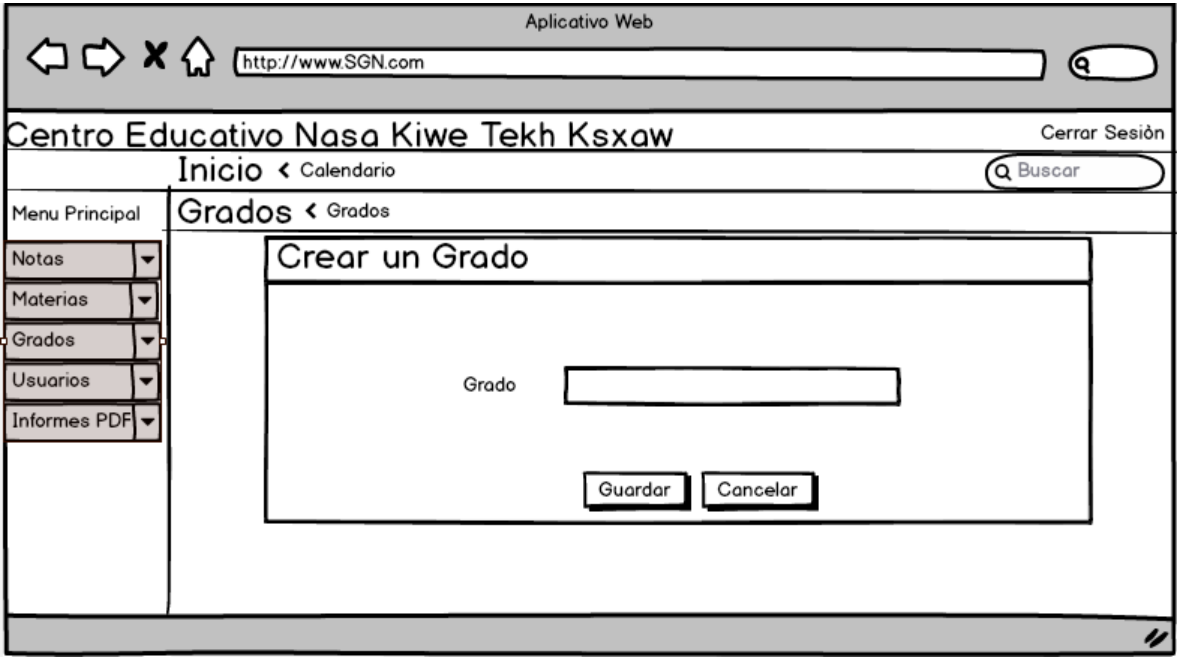 Aplicativo Web
http://www.SGN.com
Centro Educativo Nasa Kiwe Tekh Ksxaw
Cerrar Sesiòn
Inicio < Calendario
Buscar
Menu Principal
Grados < Grados
Notas
Materias
Grados
Usuarios
Informes PDF
Crear un Grado
Grado
Guardar
Cancelar